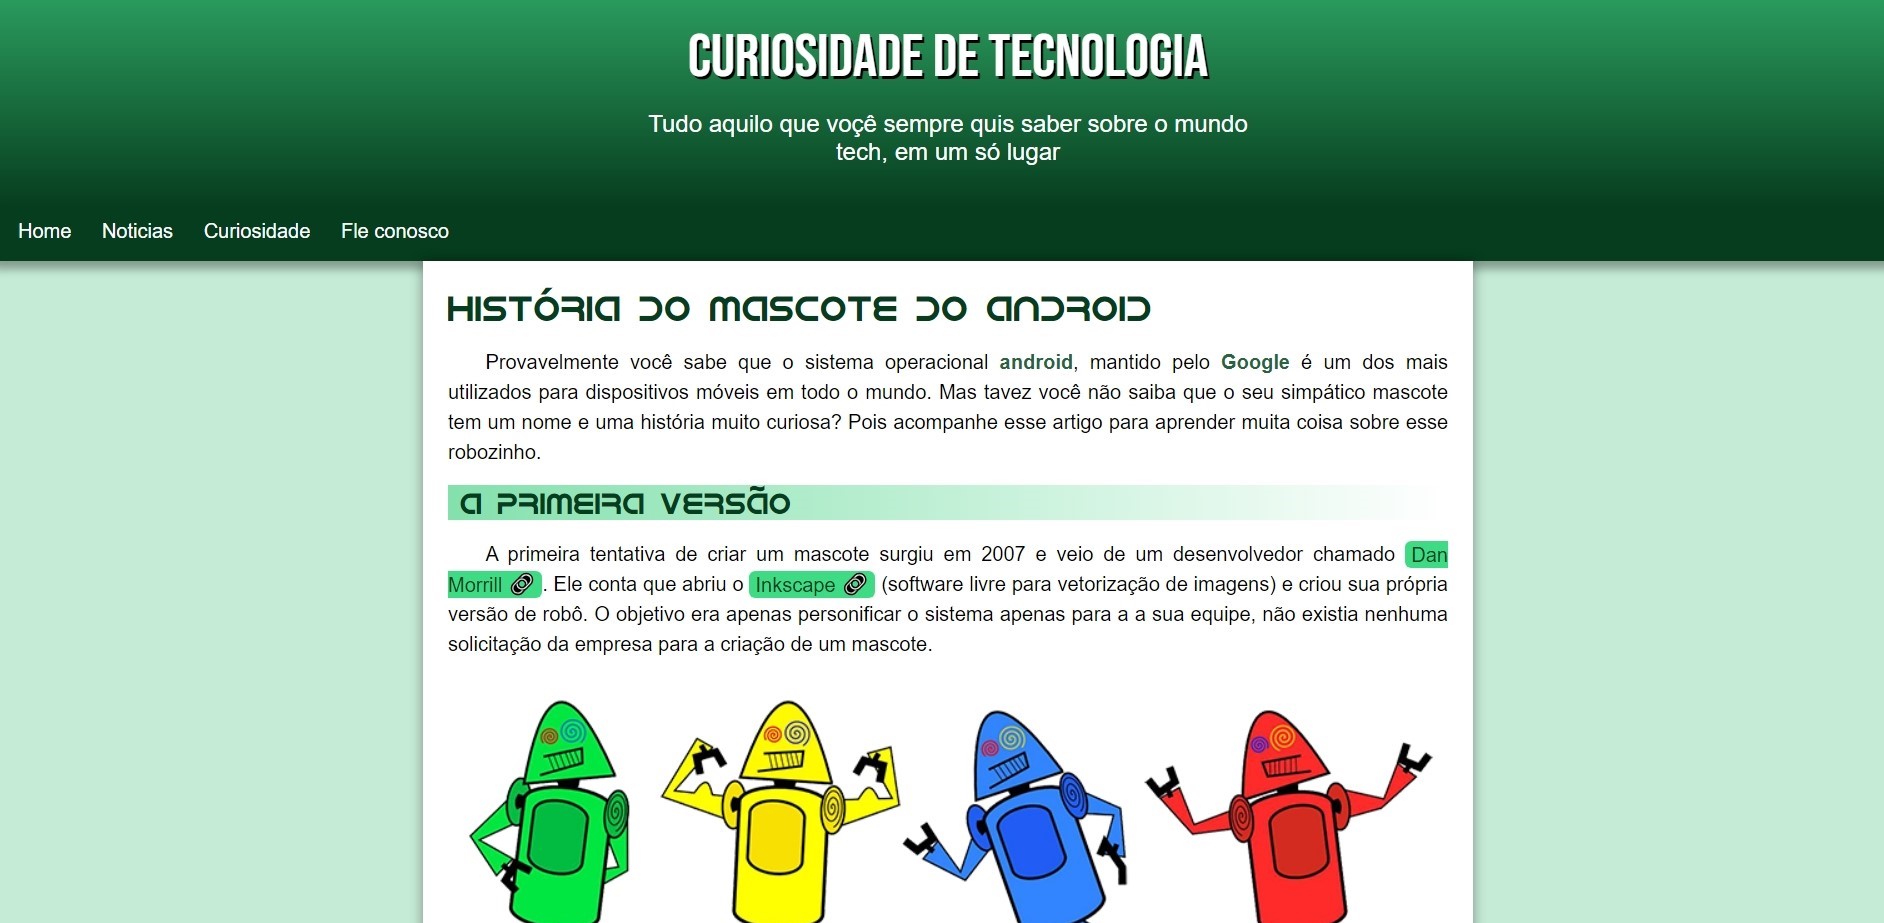 CURIOSIDADE DE TECNOLOGIA
Tudo aquilo que voçê sempre quis saber sobre o mundo
tech, em um só lugar
Home Noticias Curiosidade Fle conosco
HISTÓRIA DO MASCOTE DO ANDROID
Provavelmente você sabe que o sistema operacional android, mantido pelo Google é um dos mais
utilizados para dispositivos móveis em todo o mundo. Mas tavez você não saiba que o seu simpático mascote
tem um nome e uma história muito curiosa? Pois acompanhe esse artigo para aprender muita coisa sobre esse
robozinho.
A PRIMEIRA VERSÃO
A primeira tentativa de criar um mascote surgiu em 2007 e veio de um desenvolvedor chamado Dan
Morrill. Ele conta que abriu o Inkscape (software livre para vetorização de imagens) e criou sua própria
versão de robô. O objetivo era apenas personificar o sistema apenas para a a sua equipe, não existia nenhuma
solicitação da empresa para a criação de um mascote.